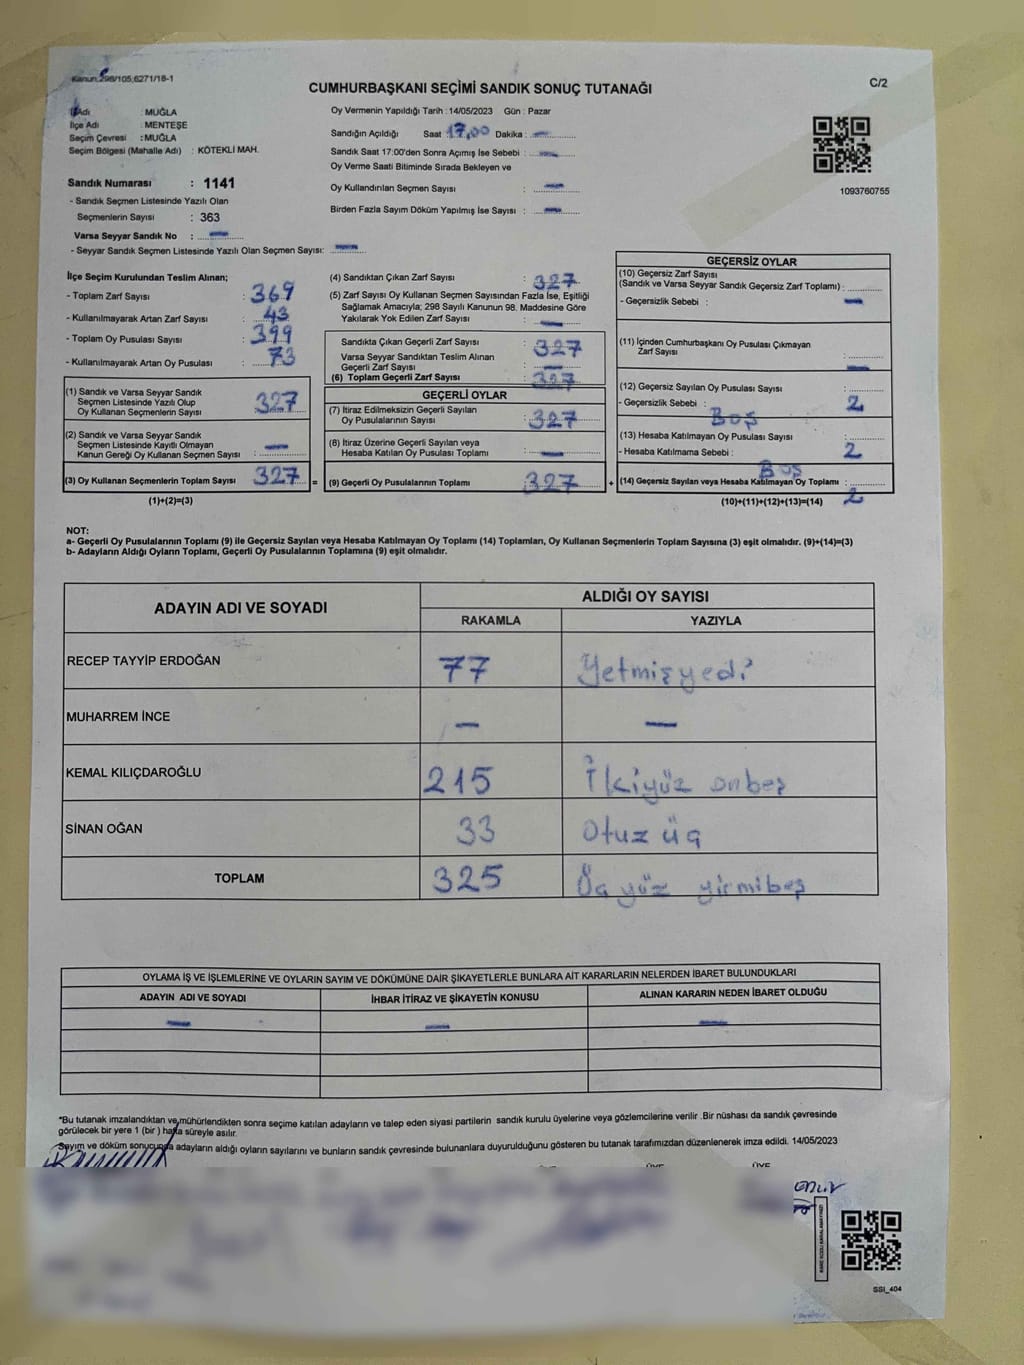 Kanun:298/105;6271/18-1
CUMHURBAŞKANI SEÇİMİ SANDIK SONUÇ TUTANAĞI
C/2
İl Adı : MUĞLA
İlçe Adı : MENTEŞE
Seçim Çevresi : MUĞLA
Seçim Bölgesi (Mahalle Adı) : KÖTEKLİ MAH.
Sandık Numarası : 1141
- Sandık Seçmen Listesinde Yazılı Olan
Seçmenlerin Sayısı : 363
Varsa Seyyar Sandık No : —
- Seyyar Sandık Seçmen Listesinde Yazılı Olan Seçmen Sayısı: —
Oy Vermenin Yapıldığı Tarih :14/05/2023 Gün : Pazar
Sandığın Açıldığı Saat 17,00 Dakika : —
Sandık Saat 17:00'den Sonra Açımış İse Sebebi : —
Oy Verme Saati Bitiminde Sırada Bekleyen ve
Oy Kullandırılan Seçmen Sayısı : —
Birden Fazla Sayım Döküm Yapılmış İse Sayısı : —
1093760755
İlçe Seçim Kurulundan Teslim Alınan;
- Toplam Zarf Sayısı : 369
- Kullanılmayarak Artan Zarf Sayısı : 43
- Toplam Oy Pusulası Sayısı : 399
- Kullanılmayarak Artan Oy Pusulası : 73
(1) Sandık ve Varsa Seyyar Sandık
Seçmen Listesinde Yazılı Olup
Oy Kullanan Seçmenlerin Sayısı : 327
(2) Sandık ve Varsa Seyyar Sandık
Seçmen Listesinde Kayıtlı Olmayan
Kanun Gereği Oy Kullanan Seçmen Sayısı : —
(3) Oy Kullanan Seçmenlerin Toplam Sayısı : 327 =
(1)+(2)=(3)
(4) Sandıktan Çıkan Zarf Sayısı : 327
(5) Zarf Sayısı Oy Kullanan Seçmen Sayısından Fazla İse, Eşitliği
Sağlamak Amacıyla; 298 Sayılı Kanunun 98. Maddesine Göre
Yakılarak Yok Edilen Zarf Sayısı : —
Sandıkta Çıkan Geçerli Zarf Sayısı : 327
Varsa Seyyar Sandıktan Teslim Alınan
Geçerli Zarf Sayısı : —
(6) Toplam Geçerli Zarf Sayısı : 327
GEÇERLİ OYLAR
(7) İtiraz Edilmeksizin Geçerli Sayılan
Oy Pusulalarının Sayısı : 327
(8) İtiraz Üzerine Geçerli Sayılan veya
Hesaba Katılan Oy Pusulası Toplamı : —
(9) Geçerli Oy Pusulalarının Toplamı : 327 +
GEÇERSİZ OYLAR
(10) Geçersiz Zarf Sayısı
(Sandık ve Varsa Seyyar Sandık Geçersiz Zarf Toplamı) :
- Geçersizlik Sebebi : —
(11) İçinden Cumhurbaşkanı Oy Pusulası Çıkmayan
Zarf Sayısı : —
(12) Geçersiz Sayılan Oy Pusulası Sayısı :
- Geçersizlik Sebebi : Boş 2
(13) Hesaba Katılmayan Oy Pusulası Sayısı :
- Hesaba Katılmama Sebebi : Boş 2
(14) Geçersiz Sayılan veya Hesaba Katılmayan Oy Toplamı : 2
(10)+(11)+(12)+(13)=(14)
NOT:
a- Geçerli Oy Pusulalarının Toplamı (9) ile Geçersiz Sayılan veya Hesaba Katılmayan Oy Toplamı (14) Toplamları, Oy Kullanan Seçmenlerin Toplam Sayısına (3) eşit olmalıdır. (9)+(14)=(3)
b- Adayların Aldığı Oyların Toplamı, Geçerli Oy Pusulalarının Toplamına (9) eşit olmalıdır.
ADAYIN ADI VE SOYADI
ALDIĞI OY SAYISI
RAKAMLA YAZIYLA
RECEP TAYYİP ERDOĞAN 77 Yetmişyedi
MUHARREM İNCE — —
KEMAL KILIÇDAROĞLU 215 İkiyüz onbeş
SİNAN OĞAN 33 Otuz üç
TOPLAM 325 Üç yüz yirmibeş
OYLAMA İŞ VE İŞLEMLERİNE VE OYLARIN SAYIM VE DÖKÜMÜNE DAİR ŞİKAYETLERLE BUNLARA AİT KARARLARIN NELERDEN İBARET BULUNDUKLARI
ADAYIN ADI VE SOYADI İHBAR İTİRAZ VE ŞİKAYETİN KONUSU ALINAN KARARIN NEDEN İBARET OLDUĞU
— — —
"Bu tutanak imzalandıktan ve mühürlendikten sonra seçime katılan adayların ve talep eden siyasi partilerin sandık kurulu üyelerine veya gözlemcilerine verilir .Bir nüshası da sandık çevresinde
görülecek bir yere 1 (bir ) hafta süreyle asılır.
Sayım ve döküm sonucunda adayların aldığı oyların sayılarını ve bunların sandık çevresinde bulunanlara duyurulduğunu gösteren bu tutanak tarafımızdan düzenlenerek imza edildi. 14/05/2023
ÜYE ÜYE
SSI_404